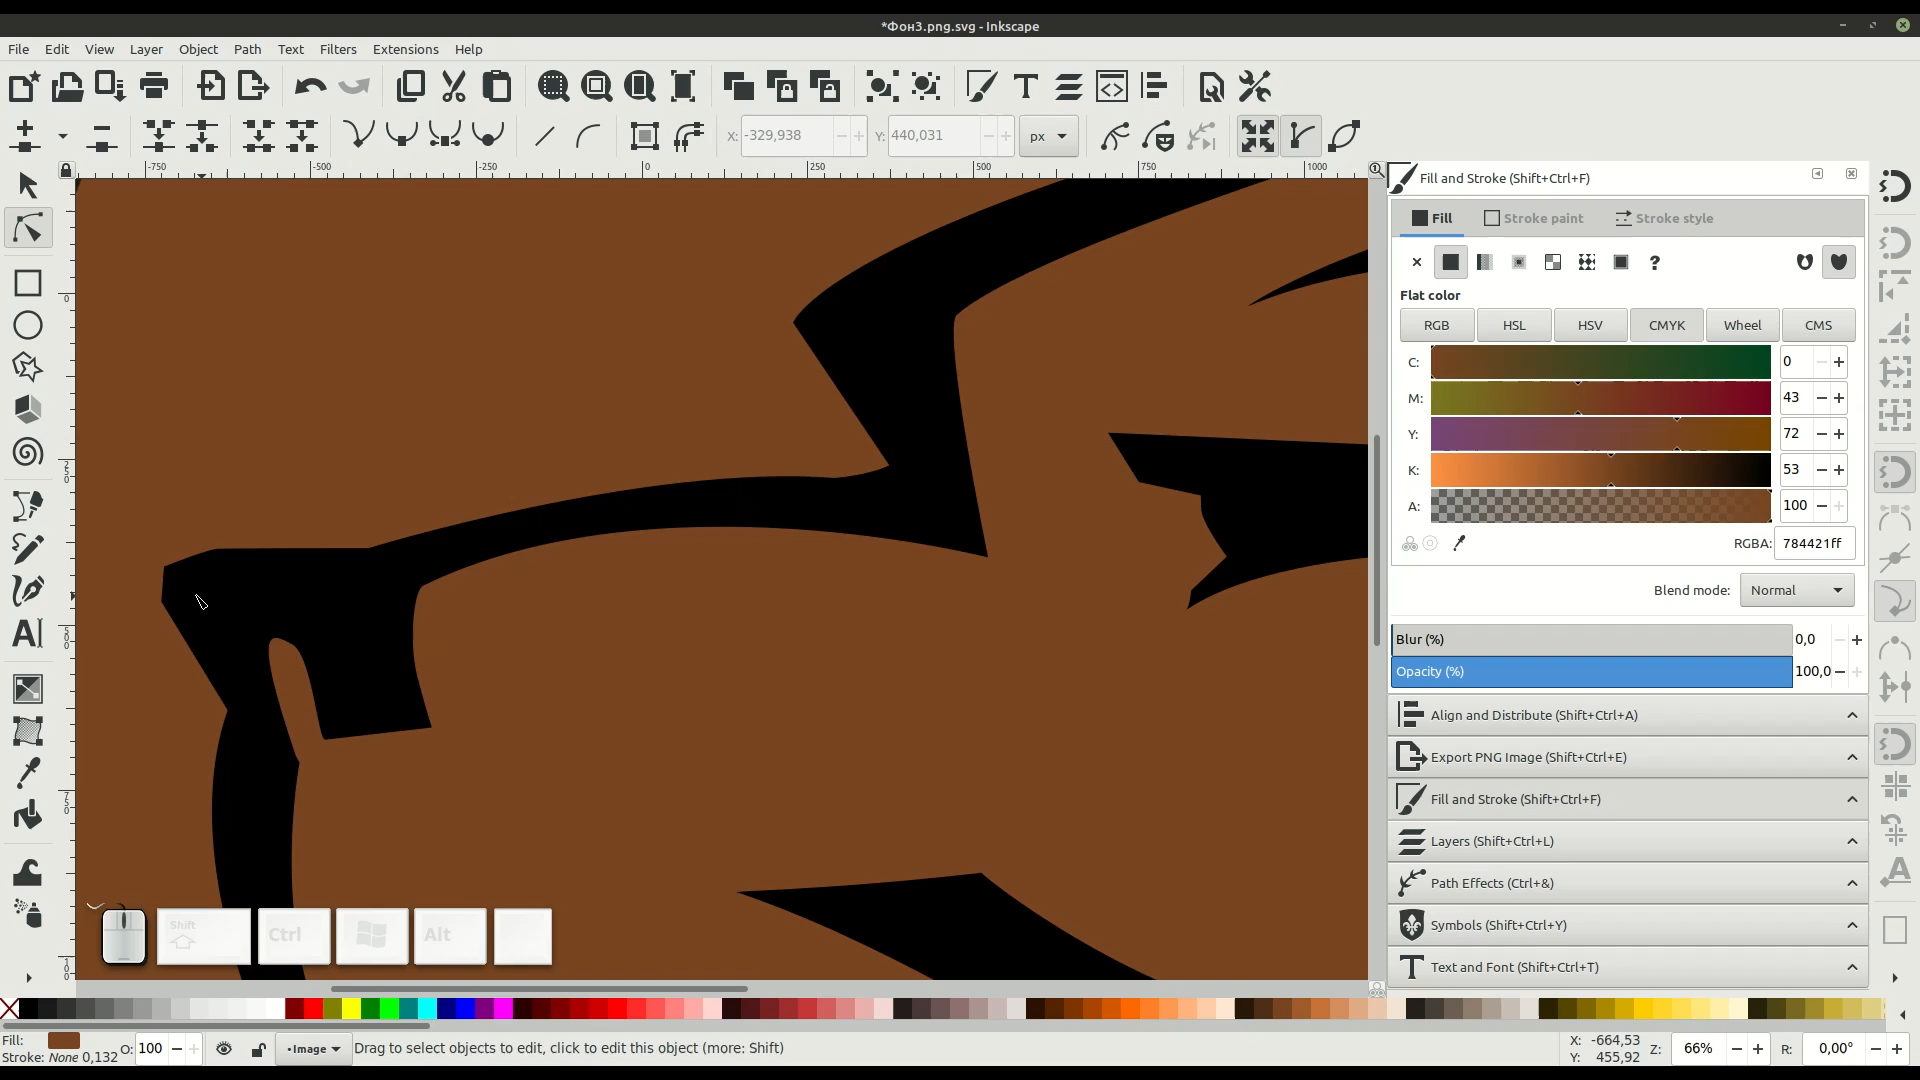 *Фон3.png.svg - Inkscape
File Edit View Layer Object Path Text Filters Extensions Help
X: -329,938 Y: 440,031 px
-750 -500 -250 0 250 500 750 1000
Fill and Stroke (Shift+Ctrl+F)
Fill Stroke paint Stroke style
?
Flat color
RGB HSL HSV CMYK Wheel CMS
C: 0
M: 43
Y: 72
K: 53
A: 100
RGBA: 784421ff
Blend mode: Normal
Blur (%) 0,0
Opacity (%) 100,0
Align and Distribute (Shift+Ctrl+A)
Export PNG Image (Shift+Ctrl+E)
Fill and Stroke (Shift+Ctrl+F)
Layers (Shift+Ctrl+L)
Path Effects (Ctrl+&)
Symbols (Shift+Ctrl+Y)
Text and Font (Shift+Ctrl+T)
0
250
500
750
100
Shift Ctrl Alt
Fill:
Stroke: None 0,132 O: 100 •Image Drag to select objects to edit, click to edit this object (more: Shift)
X: -664,53
Y: 455,92
Z: 66% R: 0,00°